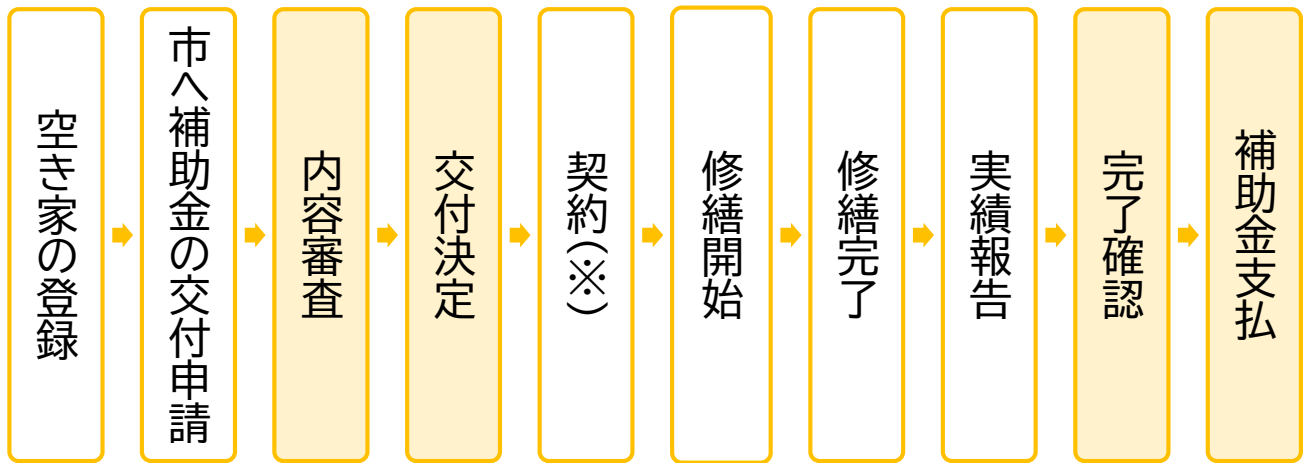 空き家の登録
市へ補助金の交付申請
内容審査
交付決定
契約(※)
修繕開始
修繕完了
実績報告
完了確認
補助金支払